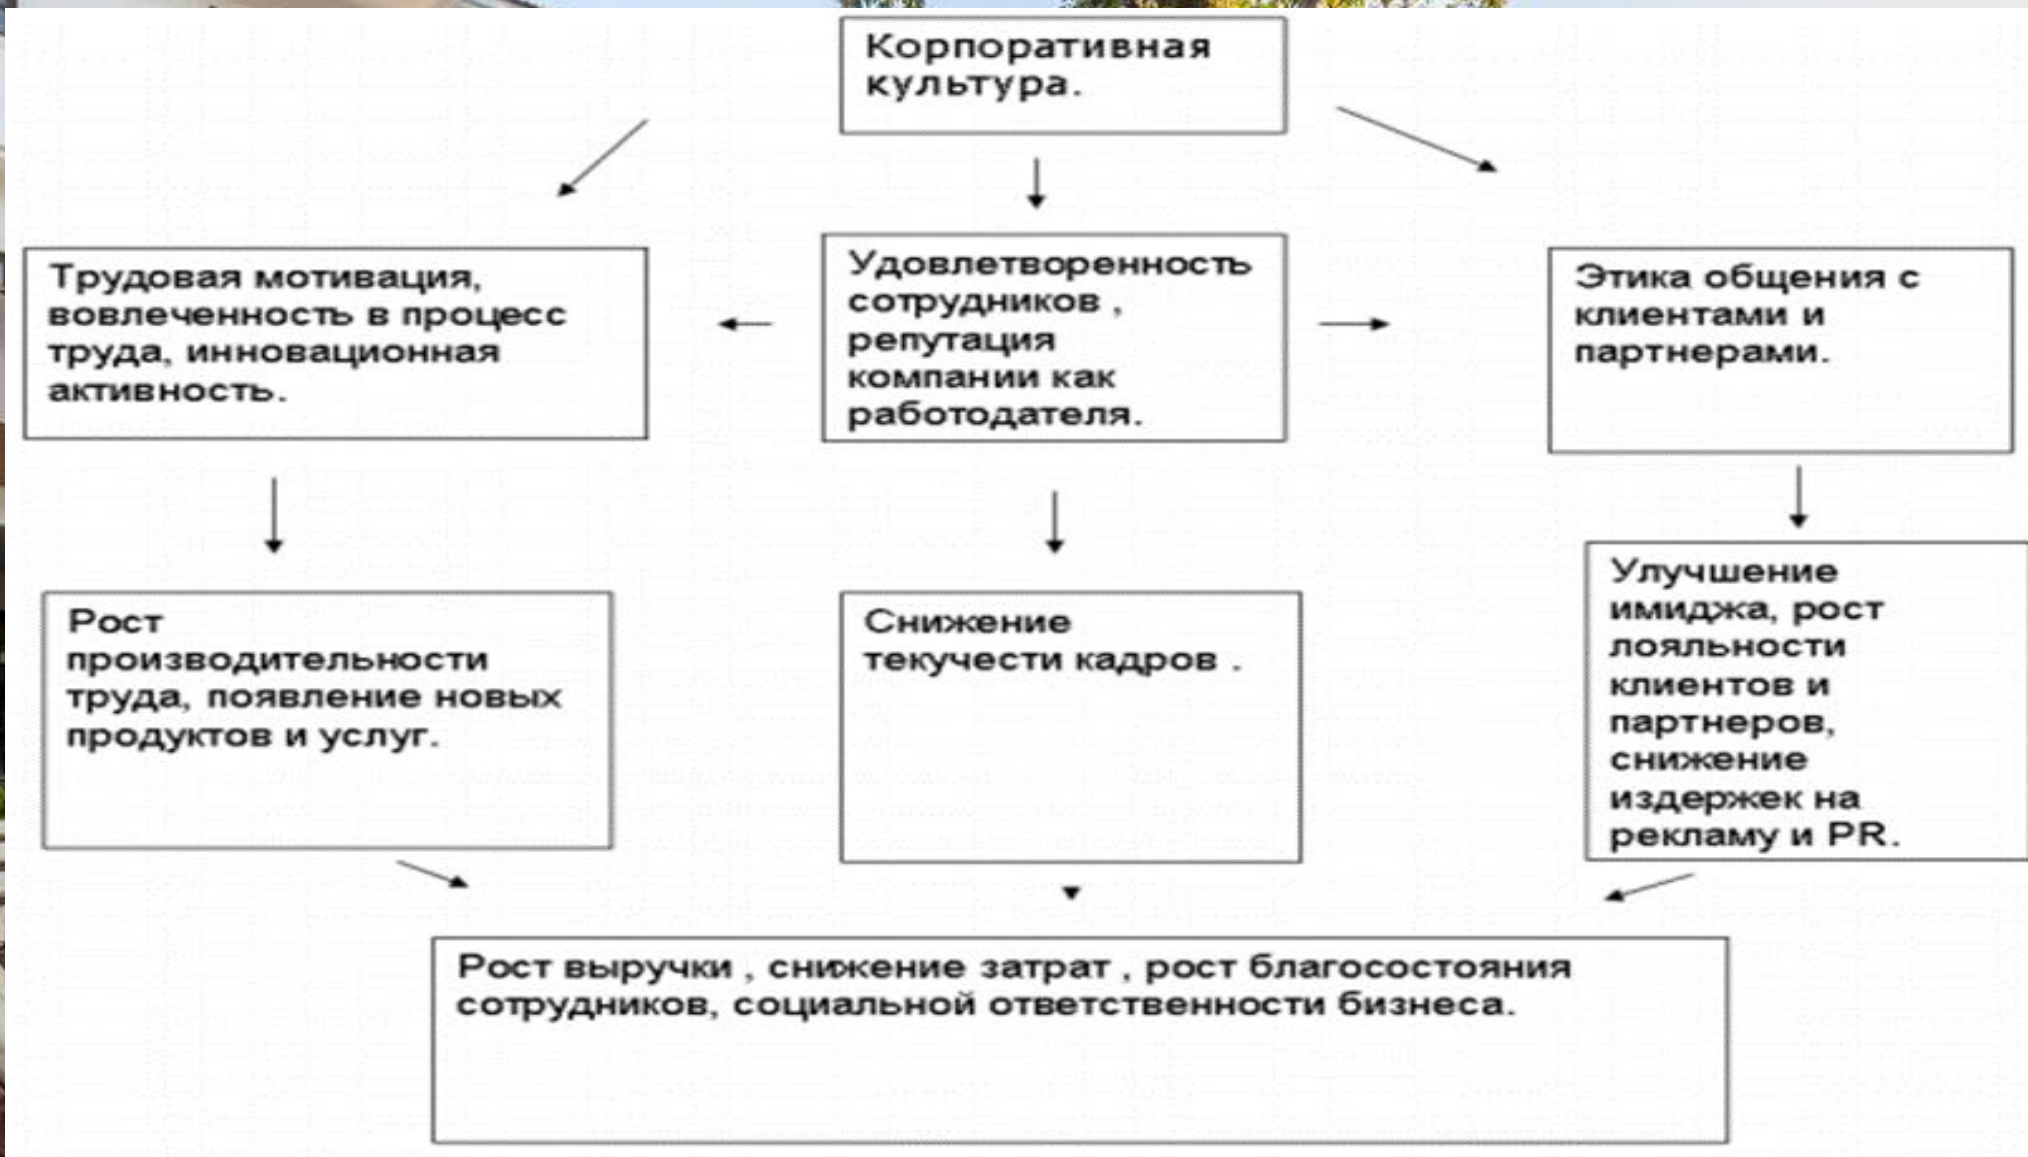 Корпоративная
культура.
Трудовая мотивация,
вовлеченность в процесс
труда, инновационная
активность.
Удовлетворенность
сотрудников ,
репутация
компании как
работодателя.
Этика общения с
клиентами и
партнерами.
Рост
производительности
труда, появление новых
продуктов и услуг.
Снижение
текучести кадров .
Улучшение
имиджа, рост
лояльности
клиентов и
партнеров,
снижение
издержек на
рекламу и PR.
Рост выручки , снижение затрат , рост благосостояния
сотрудников, социальной ответственности бизнеса.